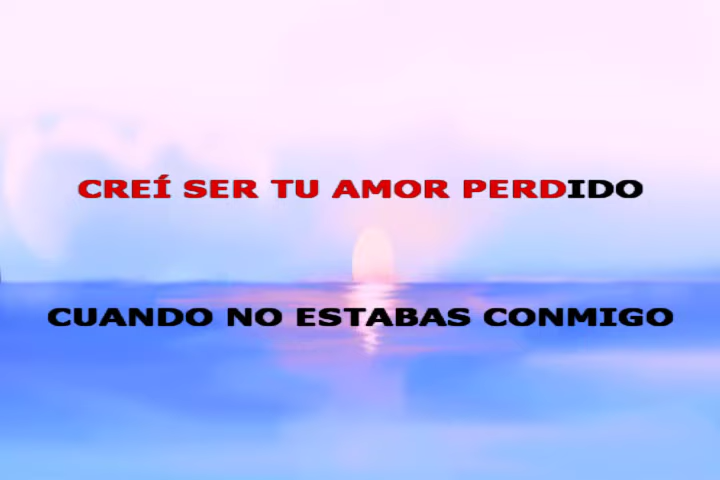 CREÍ SER TU AMOR PERDIDO
CUANDO NO ESTABAS CONMIGO